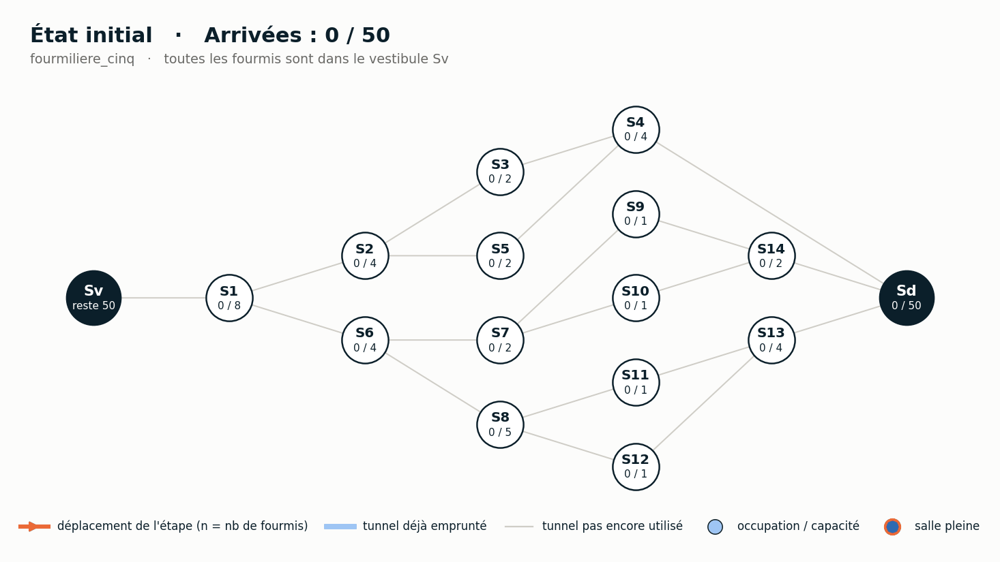 État initial · Arrivées : 0 / 50
fourmiliere_cinq · toutes les fourmis sont dans le vestibule Sv
S4
0 / 4
S3
0 / 2
S9
0 / 1
S2
0 / 4
S5
0 / 2
S14
0 / 2
Sv
reste 50
S1
0 / 8
S10
0 / 1
Sd
0 / 50
S6
0 / 4
S7
0 / 2
S13
0 / 4
S11
0 / 1
S8
0 / 5
S12
0 / 1
déplacement de l'étape (n = nb de fourmis)
tunnel déjà emprunté
tunnel pas encore utilisé
occupation / capacité
salle pleine